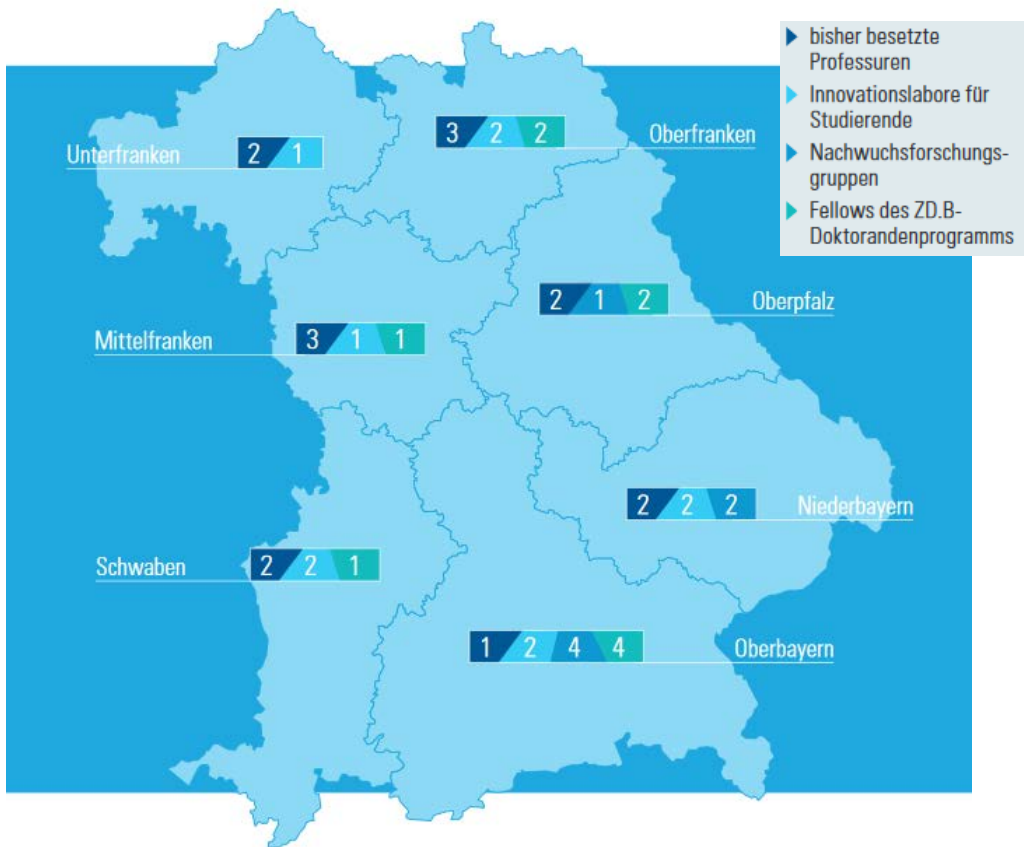 bisher besetzte
Professuren
Innovationslabore für
Studierende
Nachwuchsforschungs-
gruppen
Fellows des ZD.B-
Doktorandenprogramms
Unterfranken 2 1
3 2 2 Oberfranken
2 1 2 Oberpfalz
Mittelfranken 3 1 1
2 2 2 Niederbayern
Schwaben 2 2 1
1 2 4 4 Oberbayern